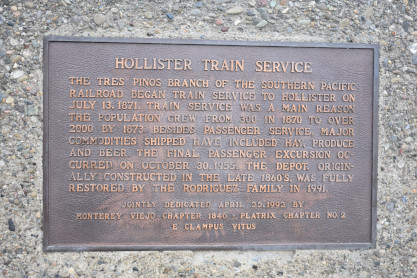 HOLLISTER TRAIN SERVICE
THE TRES PINOS BRANCH OF THE SOUTHERN PACIFIC
RAILROAD BEGAN TRAIN SERVICE TO HOLLISTER ON
JULY 13, 1871. TRAIN SERVICE WAS A MAIN REASON
THE POPULATION GREW FROM 300 IN 1870 TO OVER
2000 BY 1873. BESIDES PASSENGER SERVICE, MAJOR
COMMODITIES SHIPPED HAVE INCLUDED HAY, PRODUCE
AND BEER. THE FINAL PASSENGER EXCURSION OC-
CURRED ON OCTOBER 30, 1955. THE DEPOT, ORIGIN-
ALLY CONSTRUCTED IN THE LATE 1860'S, WAS FULLY
RESTORED BY THE RODRIGUEZ FAMILY IN 1991.
JOINTLY DEDICATED APRIL 25, 1992 BY
MONTEREY VIEJO CHAPTER 1846 - PLATRIX CHAPTER NO. 2
E CLAMPUS VITUS